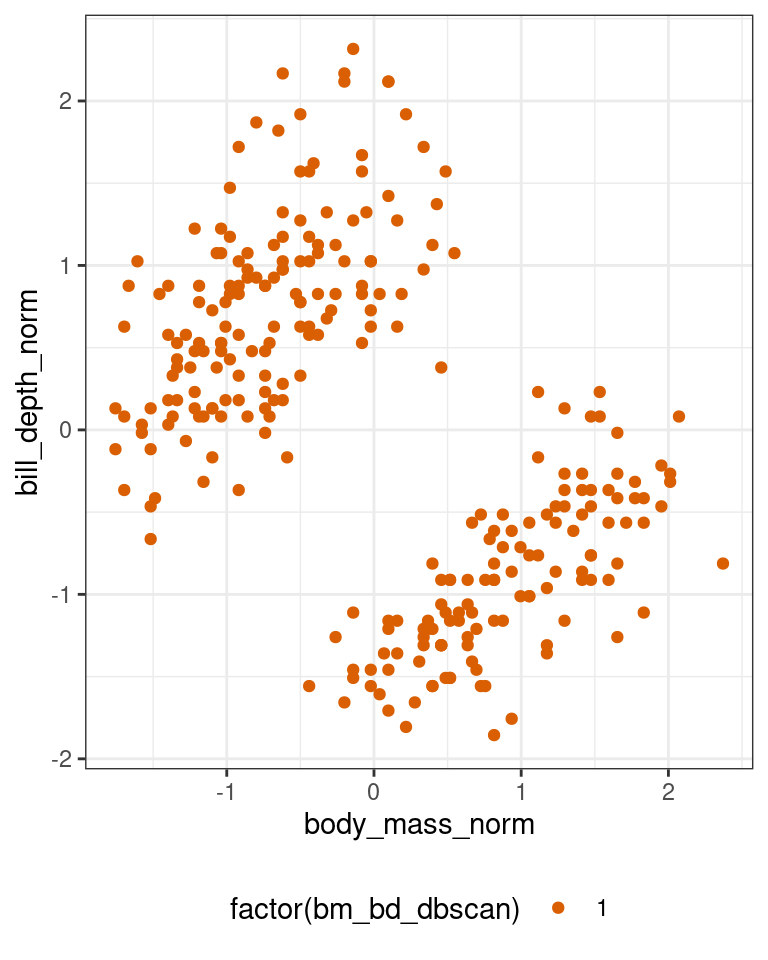 2
1
0
-1
-2
bill_depth_norm
-1 0 1 2
body_mass_norm
factor(bm_bd_dbscan) 1